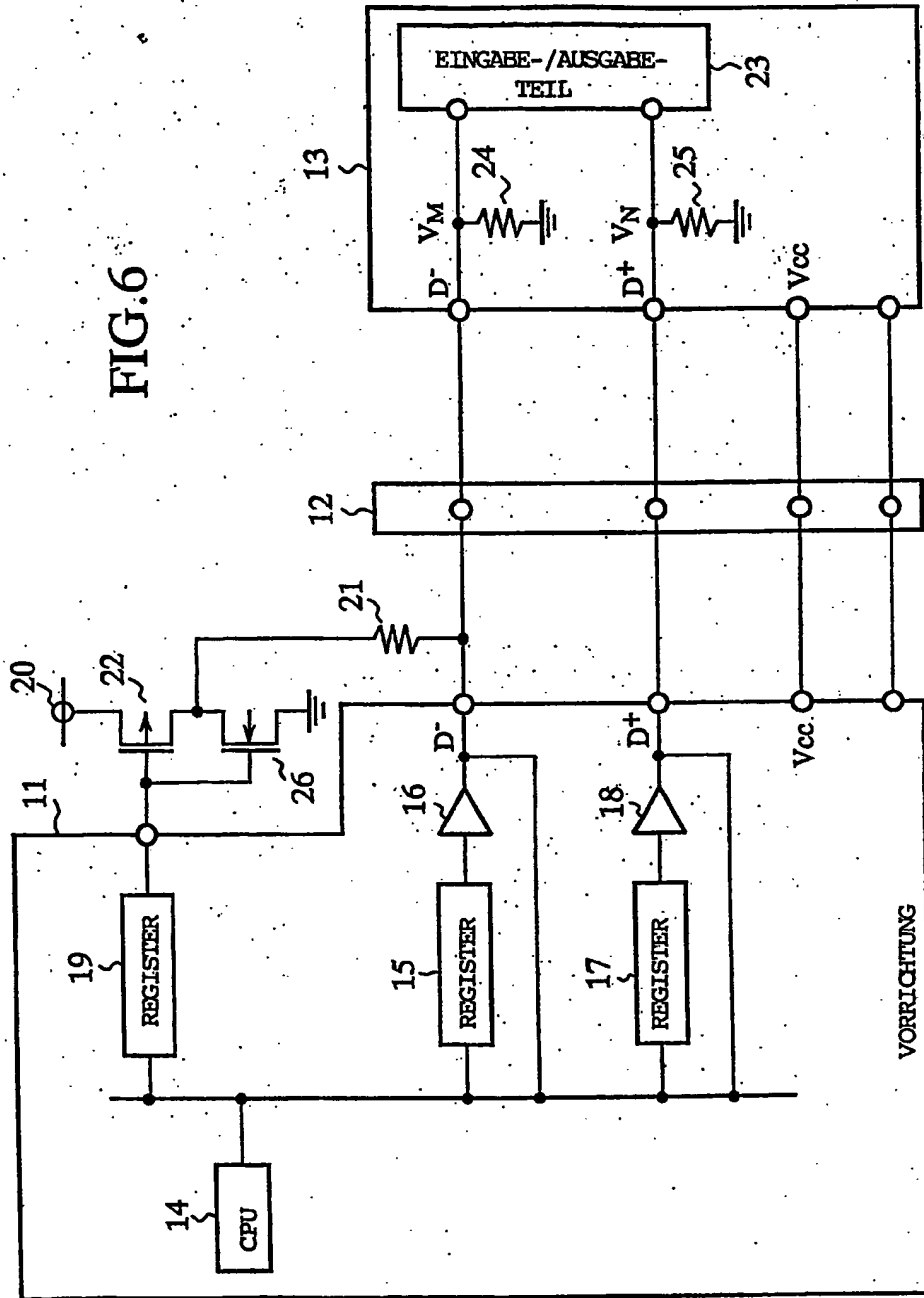 FIG.6
20
22
11
26
21
12
13
EINGABE-/AUSGABE-
TEIL
23
24
25
VM
VN
D-
D+
Vcc
D-
D+
Vcc
19
REGISTER
16
15
REGISTER
18
17
REGISTER
14
CPU
VORRICHTUNG